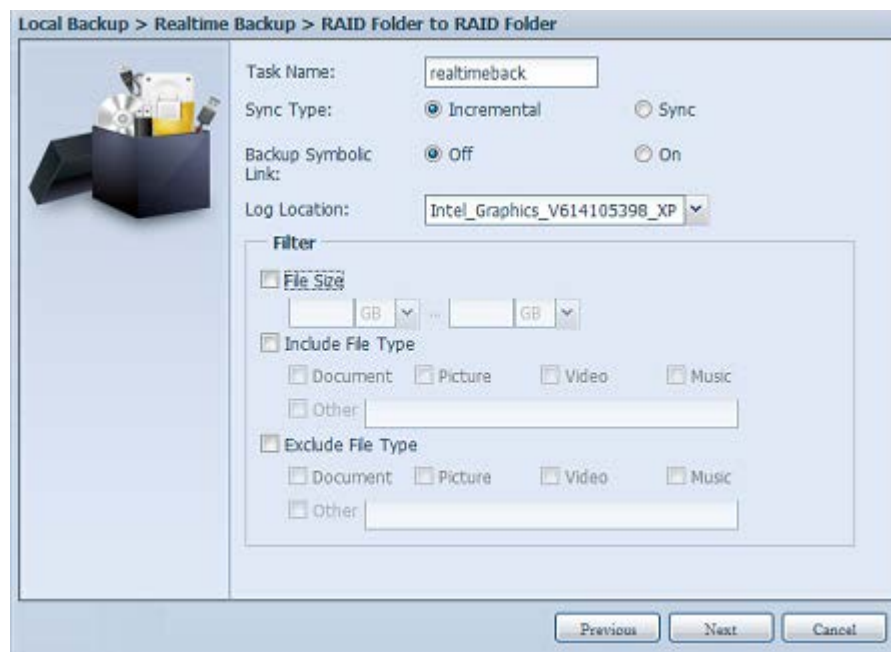 Local Backup > Realtime Backup > RAID Folder to RAID Folder
Task Name: realtimeback
Sync Type: Incremental Sync
Backup Symbolic Link: Off On
Log Location: Intel_Graphics_V614105398_XP
Filter
File Size
GB ... GB
Include File Type
Document Picture Video Music
Other
Exclude File Type
Document Picture Video Music
Other
Previous Next Cancel